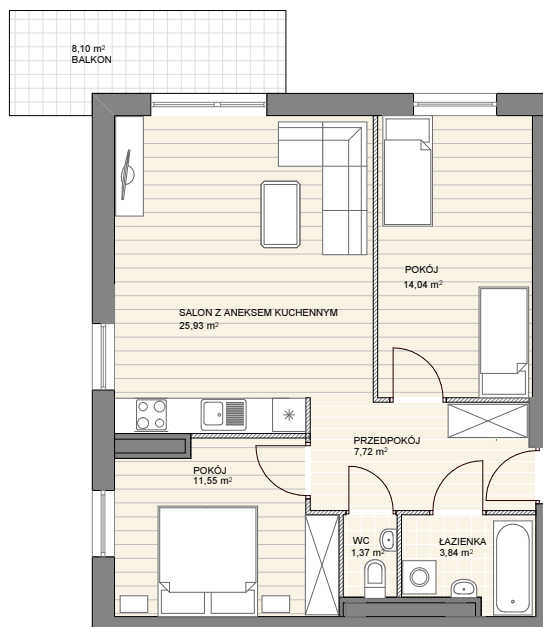 8,10 m²
BALKON
POKÓJ
14,04 m²
SALON Z ANEKSEM KUCHENNYM
25,93 m²
PRZEDPOKÓJ
7,72 m²
POKÓJ
11,55 m²
WC
1,37 m²
ŁAZIENKA
3,84 m²